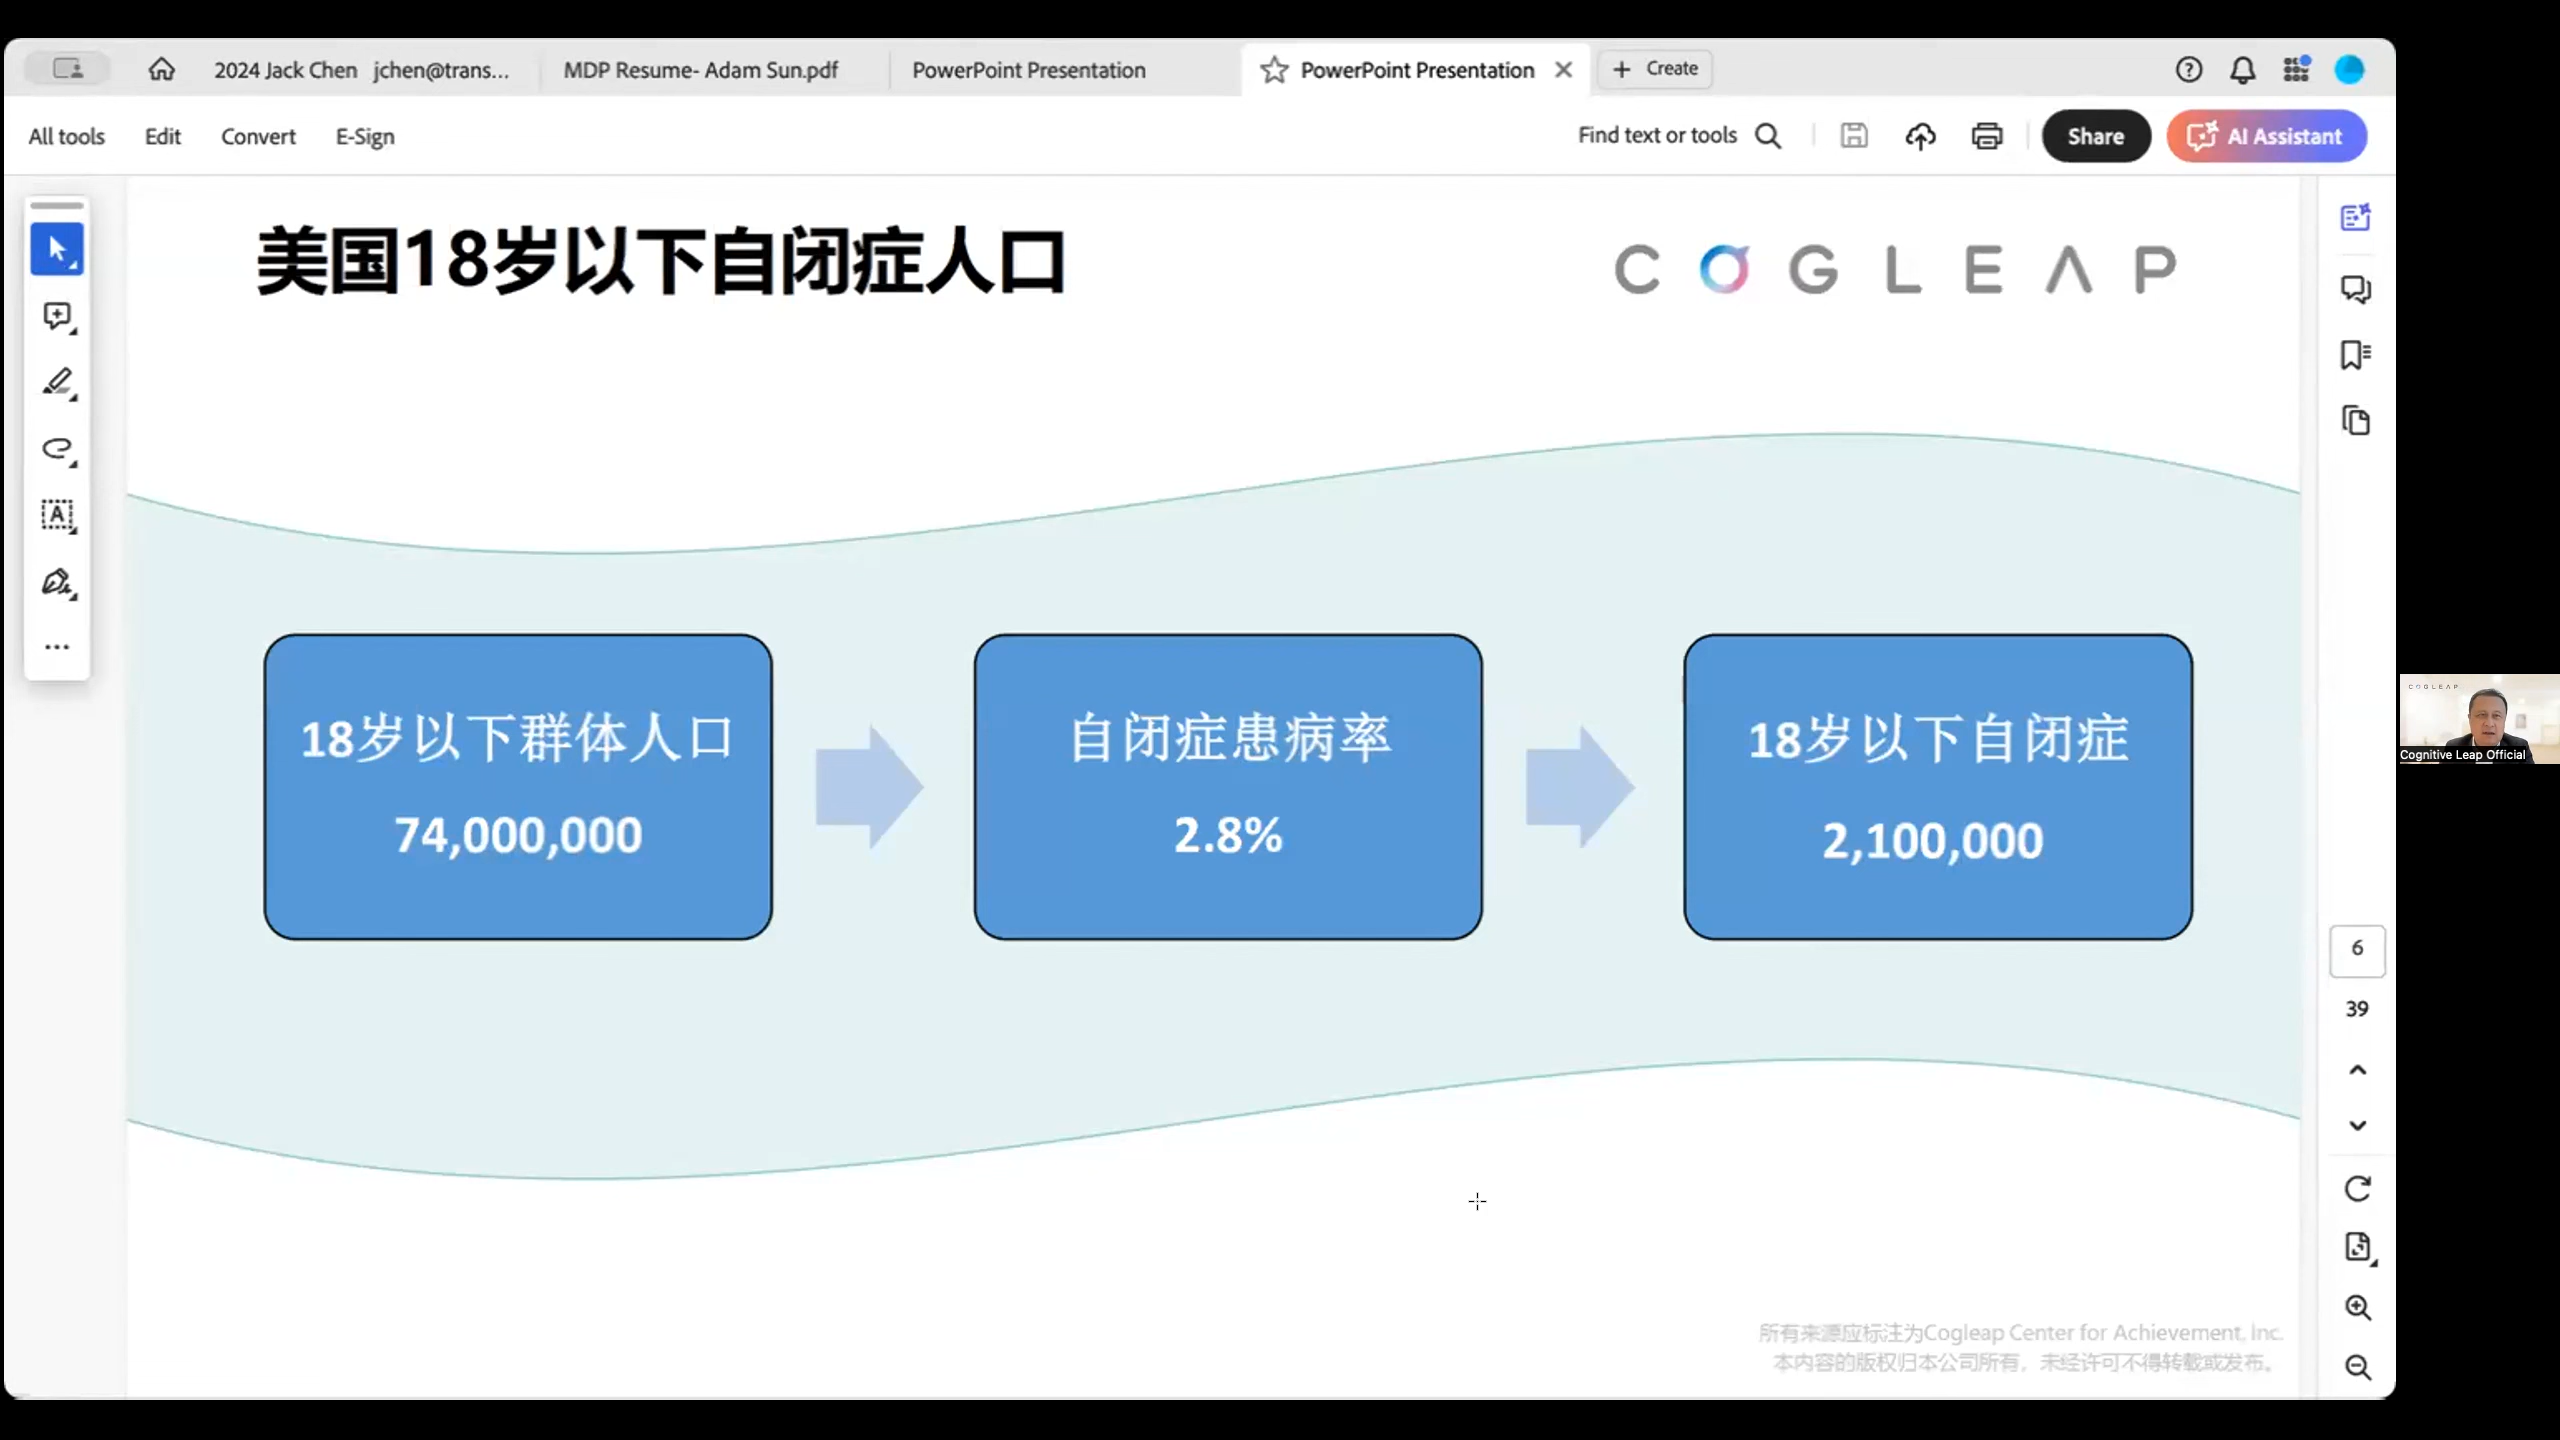 2024 Jack Chen jchen@trans...
MDP Resume- Adam Sun.pdf
PowerPoint Presentation
PowerPoint Presentation
Create
All tools
Edit
Convert
E-Sign
Find text or tools
Share
AI Assistant
美国18岁以下自闭症人口
COGLEAP
18岁以下群体人口
74,000,000
自闭症患病率
2.8%
18岁以下自闭症
2,100,000
COGLEAP
Cognitive Leap Official
6
39
所有来源应标注为Cogleap Center for Achievement, Inc.
本内容的版权归本公司所有，未经许可不得转载或发布。